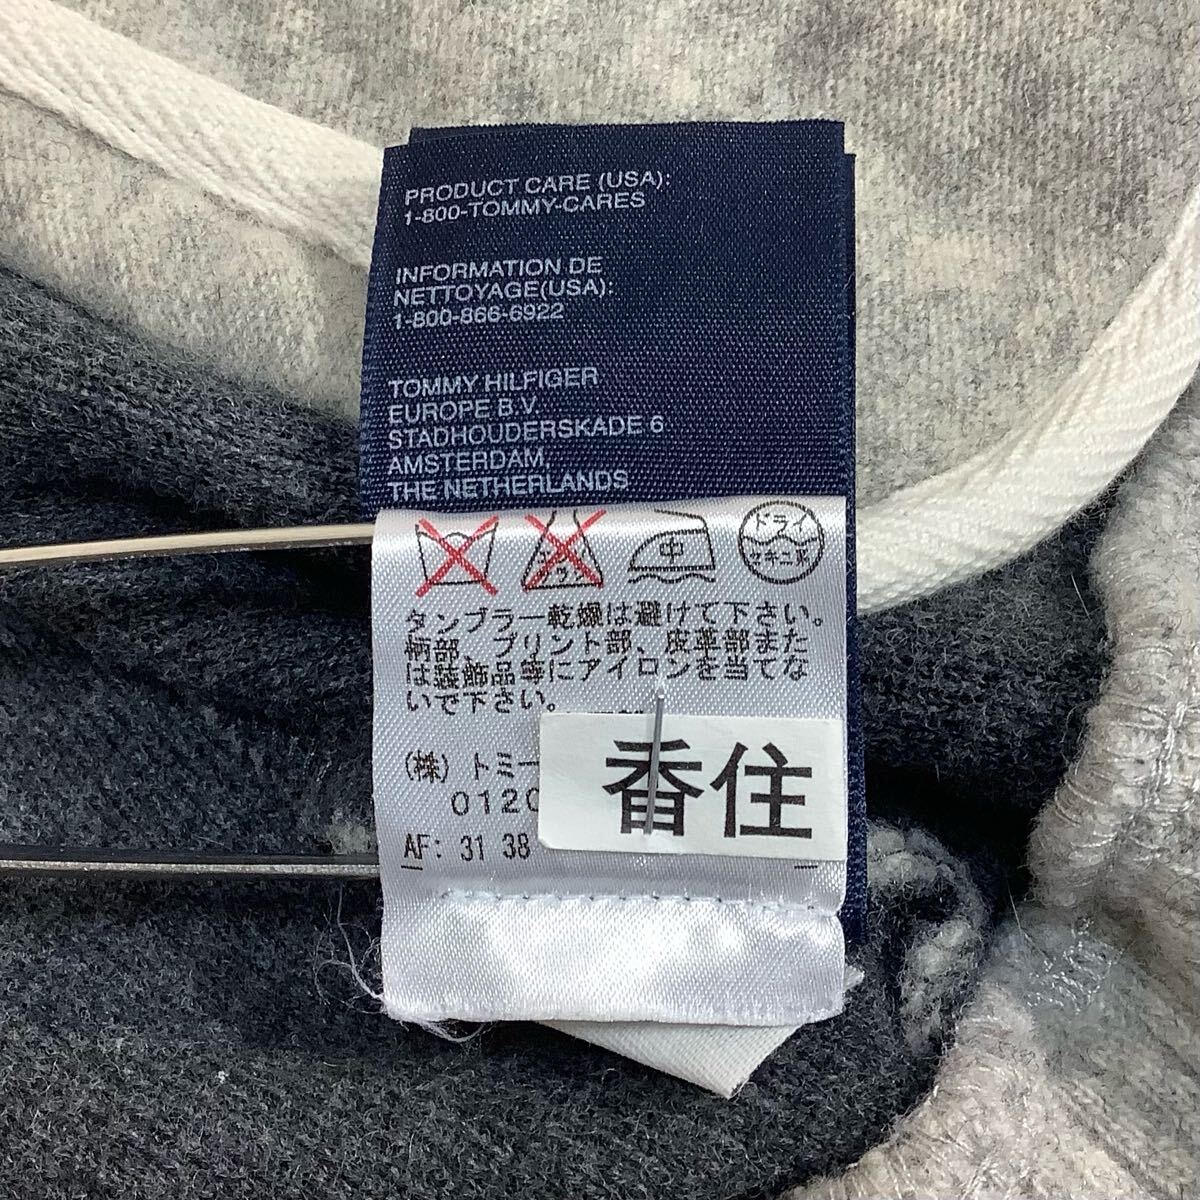 PRODUCT CARE (USA):
1-800-TOMMY-CARES
INFORMATION DE
NETTOYAGE(USA):
1-800-866-6922
TOMMY HILFIGER
EUROPE B.V.
STADHOUDERSKADE 6
AMSTERDAM,
THE NETHERLANDS
中
ドライ
タンブラー乾燥は避けて下さい。
柄部、プリント部、皮革部また
は装飾品等にアイロンを当てな
いで下さい。
(株) トミー
0120
AF: 31 38
香住